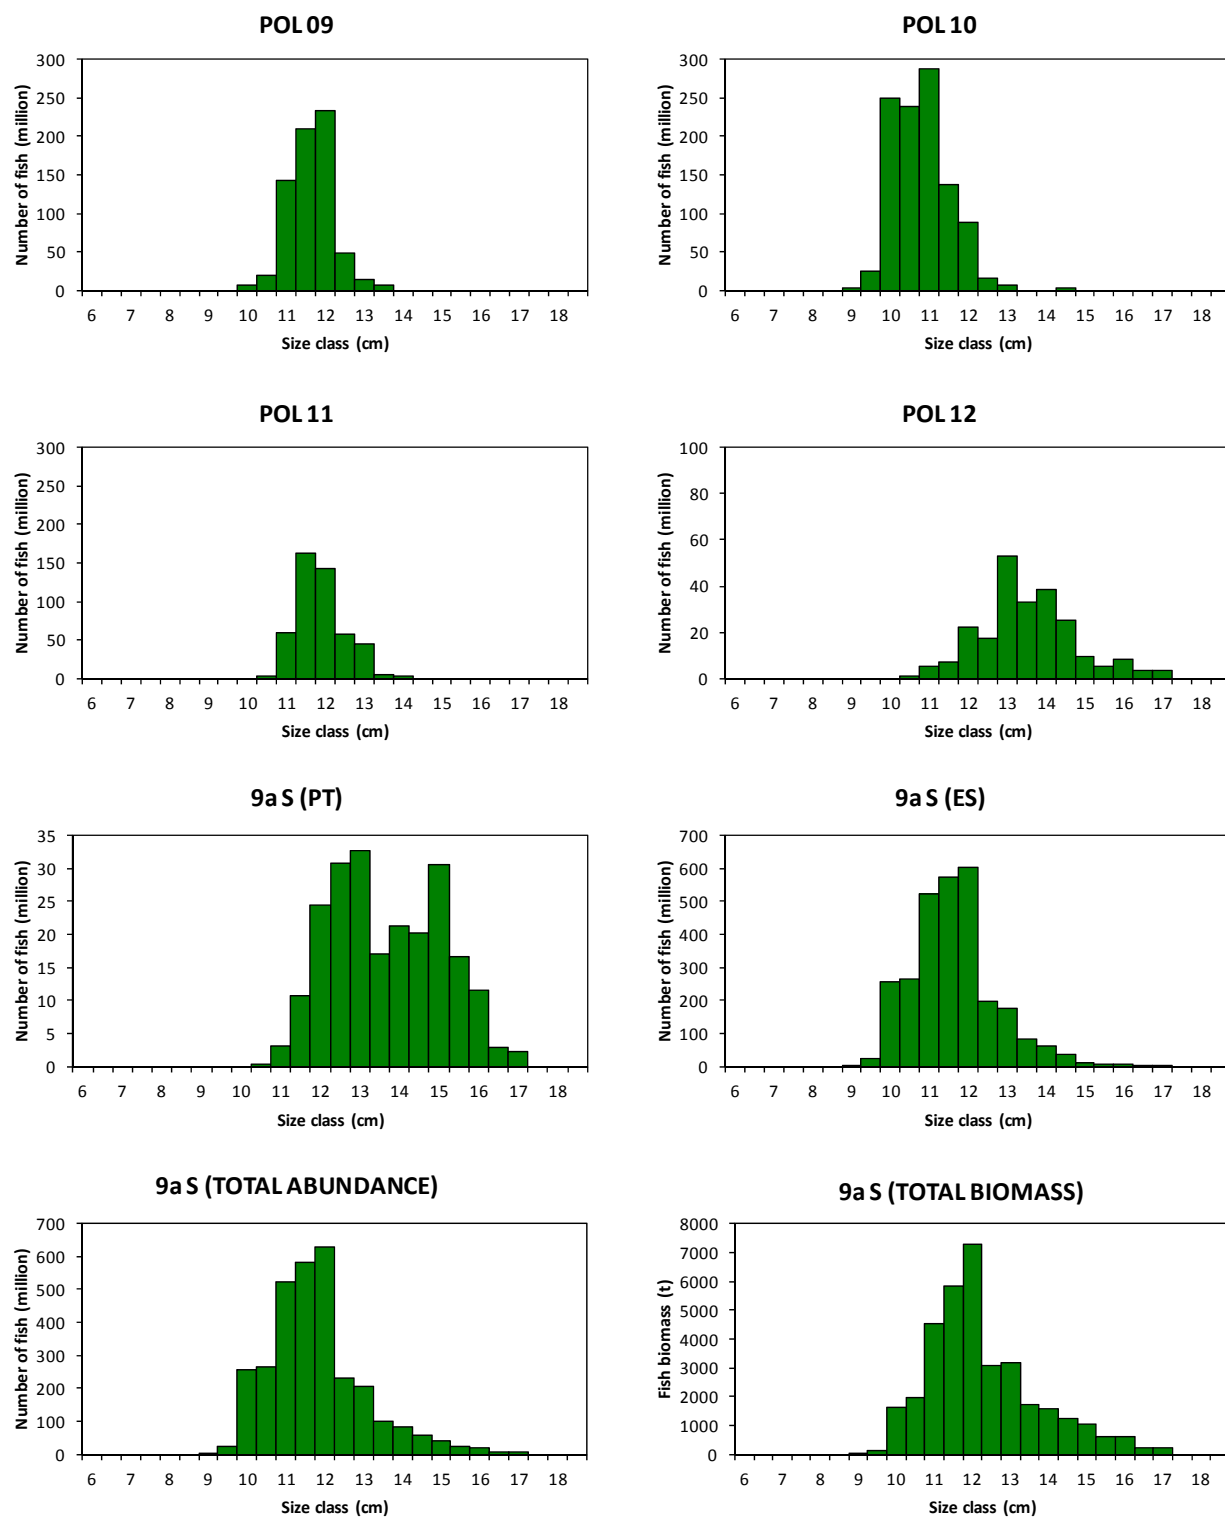 POL 09
300
250
200
150
100
50
0
Number of fish (million)
6 7 8 9 10 11 12 13 14 15 16 17 18
Size class (cm)
POL 10
300
250
200
150
100
50
0
Number of fish (million)
6 7 8 9 10 11 12 13 14 15 16 17 18
Size class (cm)
POL 11
300
250
200
150
100
50
0
Number of fish (million)
6 7 8 9 10 11 12 13 14 15 16 17 18
Size class (cm)
POL 12
100
80
60
40
20
0
Number of fish (million)
6 7 8 9 10 11 12 13 14 15 16 17 18
Size class (cm)
9a S (PT)
35
30
25
20
15
10
5
0
Number of fish (million)
6 7 8 9 10 11 12 13 14 15 16 17 18
Size class (cm)
9a S (ES)
700
600
500
400
300
200
100
0
Number of fish (million)
6 7 8 9 10 11 12 13 14 15 16 17 18
Size class (cm)
9a S (TOTAL ABUNDANCE)
700
600
500
400
300
200
100
0
Number of fish (million)
6 7 8 9 10 11 12 13 14 15 16 17 18
Size class (cm)
9a S (TOTAL BIOMASS)
8000
7000
6000
5000
4000
3000
2000
1000
0
Fish biomass (t)
6 7 8 9 10 11 12 13 14 15 16 17 18
Size class (cm)